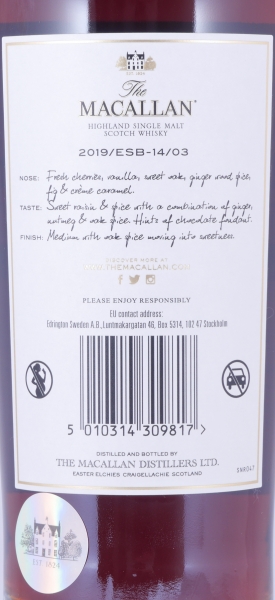 EST. 1824
The
MACALLAN
HIGHLAND SINGLE MALT
SCOTCH WHISKY
2019/ESB-14/03
NOSE: Fresh cherries, vanilla, sweet oak, ginger wood spice,
fig & crème caramel.
TASTE: Sweet raisin & spice with a combination of ginger,
nutmeg & oak spice. Hints of chocolate fondant.
FINISH: Medium with oak spice moving into sweetness.
DISCOVER MORE AT
THEMACALLAN.COM
PLEASE ENJOY RESPONSIBLY
EU contact address:
Edrington Sweden A.B., Luntmakargatan 46, Box 5314, 102 47 Stockholm
5 010314 309817 >
DISTILLED AND BOTTLED BY
THE MACALLAN DISTILLERS LTD.
EASTER ELCHIES CRAIGELLACHIE SCOTLAND
EST. 1824